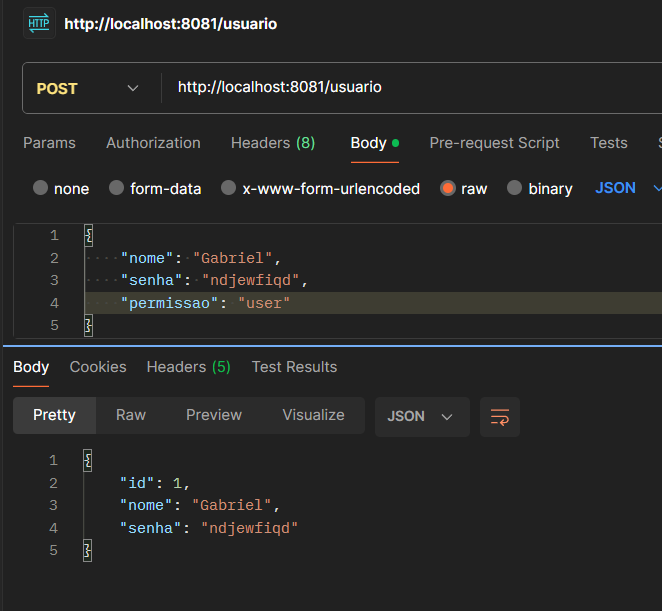 HTTP http://localhost:8081/usuario
POST http://localhost:8081/usuario
Params Authorization Headers (8) Body Pre-request Script Tests S
none form-data x-www-form-urlencoded raw binary JSON
1 {
2 "nome": "Gabriel",
3 "senha": "ndjewfiqd",
4 "permissao": "user"
5 }
Body Cookies Headers (5) Test Results
Pretty Raw Preview Visualize JSON
1 {
2 "id": 1,
3 "nome": "Gabriel",
4 "senha": "ndjewfiqd"
5 }